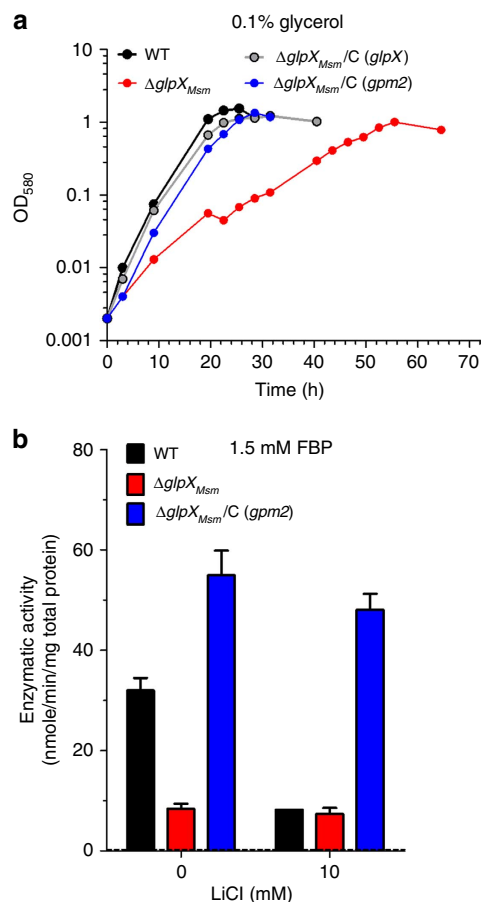 a
0.1% glycerol
WT
ΔglpXMsm/C (glpX)
ΔglpXMsm
ΔglpXMsm/C (gpm2)
10
1
0.1
0.01
0.001
OD580
0 10 20 30 40 50 60 70
Time (h)
b
1.5 mM FBP
WT
ΔglpXMsm
ΔglpXMsm/C (gpm2)
80
60
40
20
0
Enzymatic activity
(nmole/min/mg total protein)
0 10
LiCl (mM)